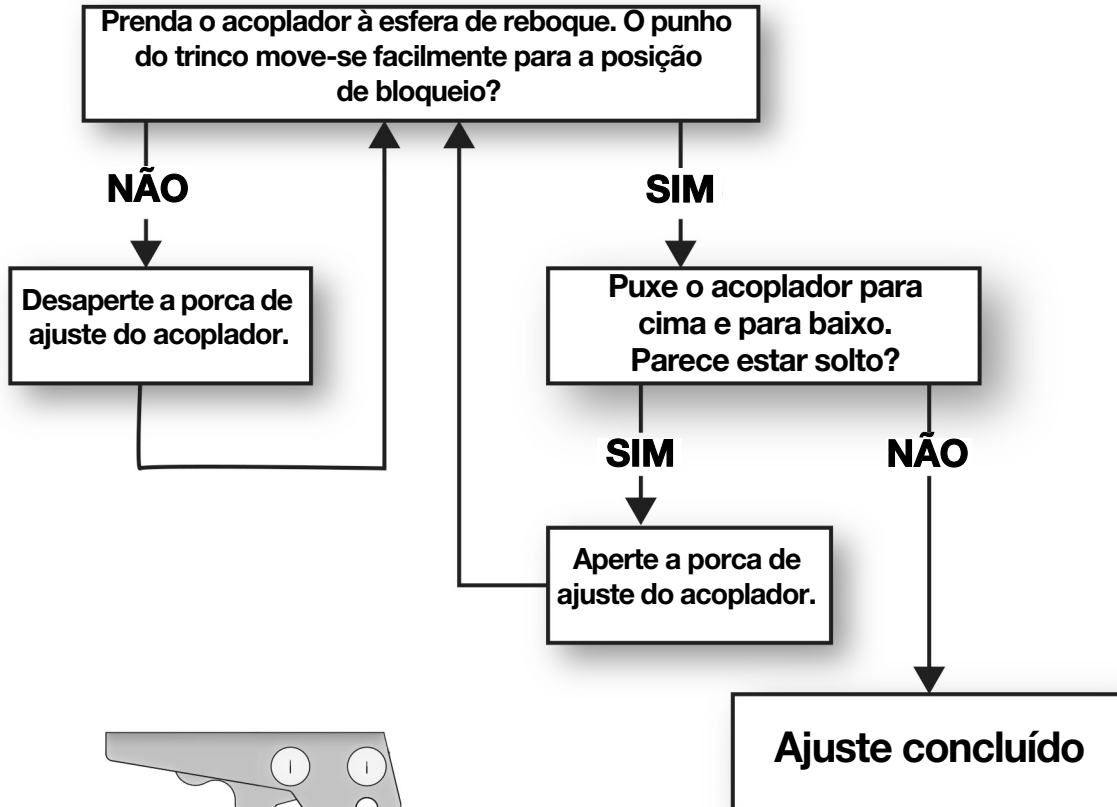 Prenda o acoplador à esfera de reboque. O punho
do trinco move-se facilmente para a posição
de bloqueio?
NÃO
SIM
Desaperte a porca de
ajuste do acoplador.
Puxe o acoplador para
cima e para baixo.
Parece estar solto?
SIM
NÃO
Aperte a porca de
ajuste do acoplador.
Ajuste concluído